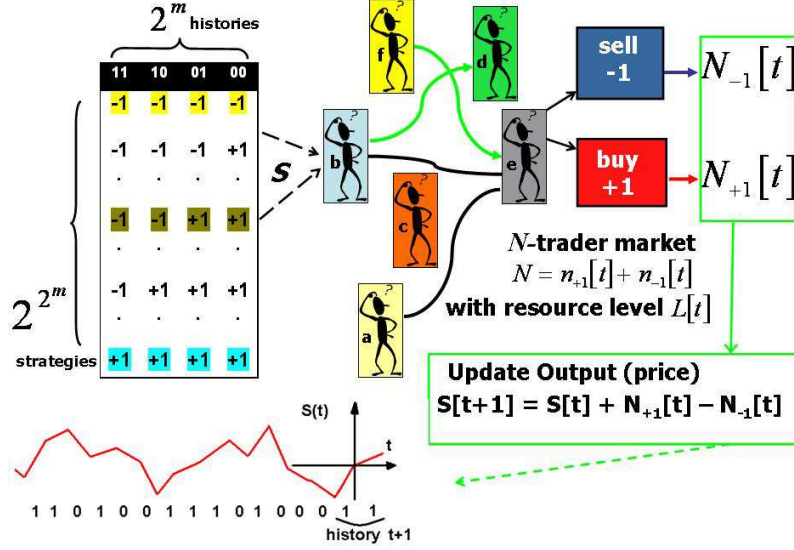 2^m histories
11 10 01 00
-1 -1 -1 -1
-1 -1 -1 +1
. . . .
-1 -1 +1 +1
. . . .
-1 +1 +1 +1
. . . .
+1 +1 +1 +1
2^2^m
strategies
S
?
f
?
d
?
b
?
e
?
c
?
a
sell
-1
buy
+1
N_{-1}[t]
N_{+1}[t]
N-trader market
N = n_{+1}[t] + n_{-1}[t]
with resource level L[t]
Update Output (price)
S[t+1] = S[t] + N_{+1}[t] – N_{-1}[t]
S(t)
t
1 1 0 1 0 0 1 1 1 0 1 0 0 0 1 1
history t+1